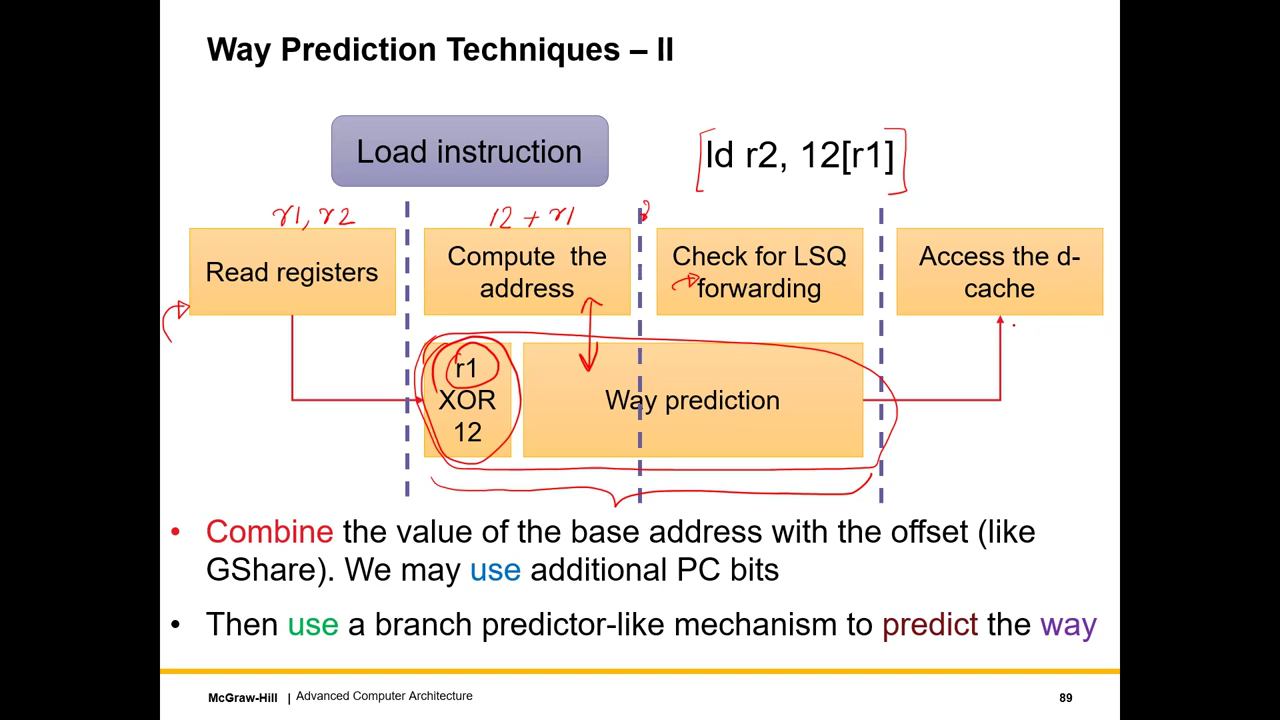 Way Prediction Techniques – II
Load instruction
ld r2, 12[r1]
r1, r2
12 + r1
Read registers
Compute the
address
Check for LSQ
forwarding
Access the d-
cache
r1
XOR
12
Way prediction
• Combine the value of the base address with the offset (like
GShare). We may use additional PC bits
• Then use a branch predictor-like mechanism to predict the way
McGraw-Hill | Advanced Computer Architecture
89